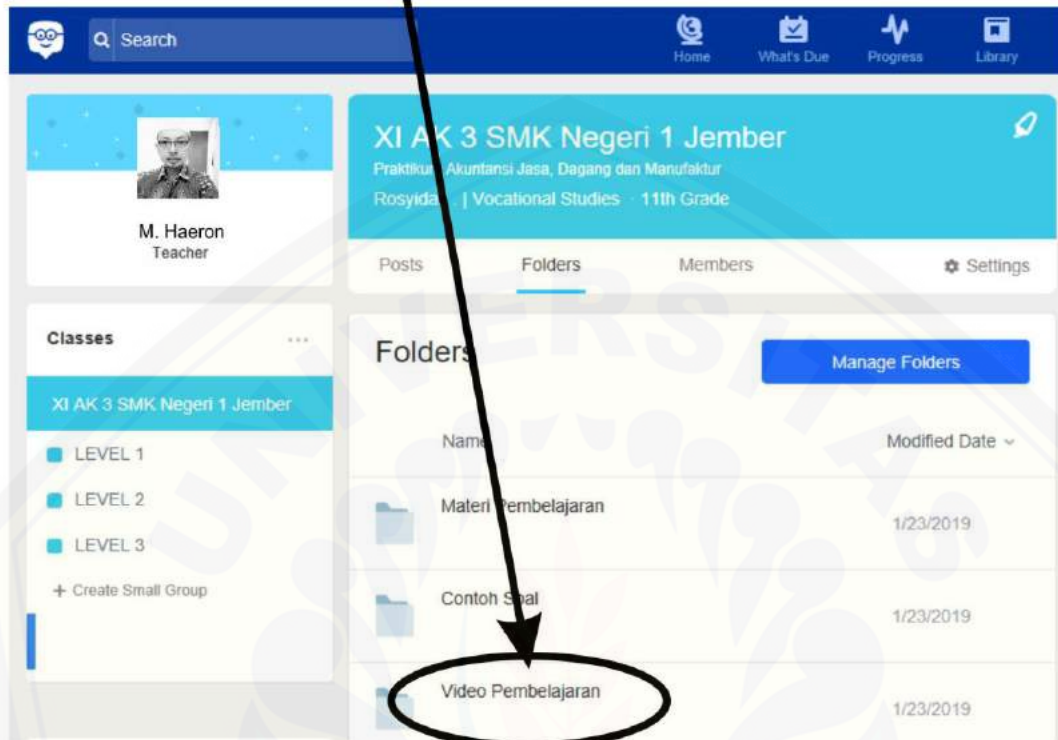 Search
Home
What's Due
Progress
Library
M. Haeron
Teacher
XI AK 3 SMK Negeri 1 Jember
Praktikum Akuntansi Jasa, Dagang dan Manufaktur
| Vocational Studies · 11th Grade
Posts
Folders
Members
Settings
Classes
...
XI AK 3 SMK Negeri 1 Jember
LEVEL 1
LEVEL 2
LEVEL 3
+ Create Small Group
Folders
Manage Folders
Name
Modified Date
Materi Pembelajaran
1/23/2019
Contoh Soal
1/23/2019
Video Pembelajaran
1/23/2019
UNIVERSITAS